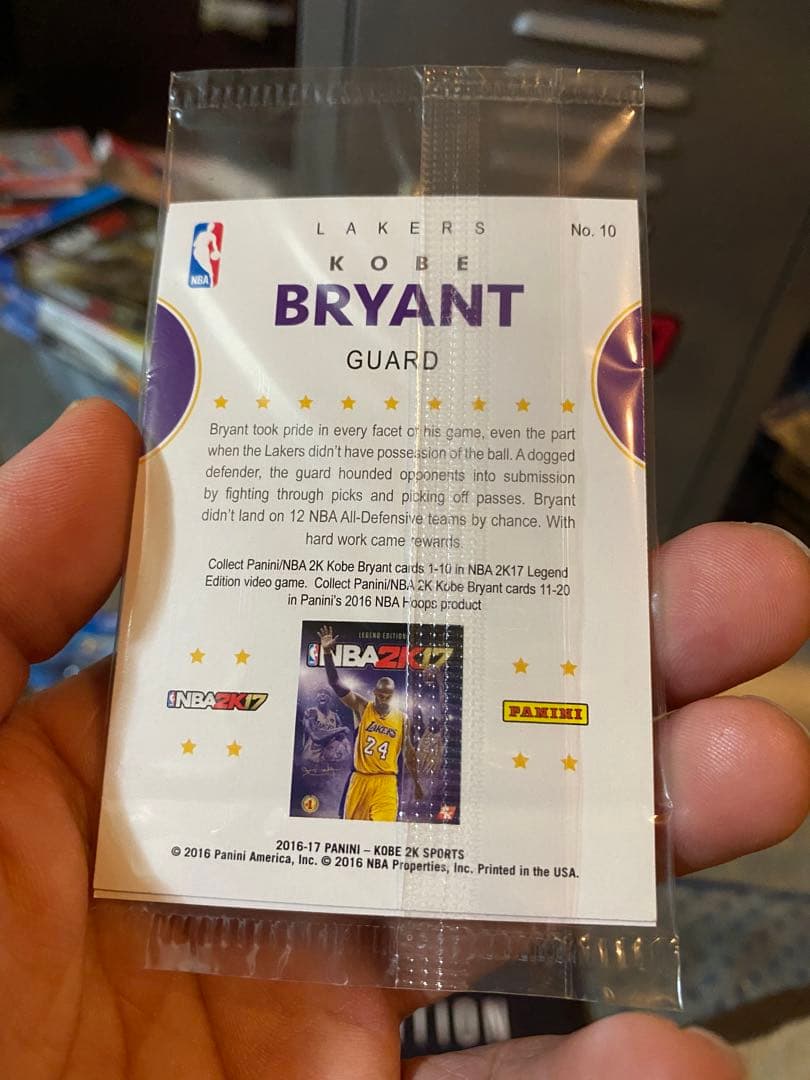 LAKERS
No. 10
NBA
KOBE
BRYANT
GUARD
Bryant took pride in every facet of his game, even the part
when the Lakers didn't have possession of the ball. A dogged
defender, the guard hounded opponents into submission
by fighting through picks and picking off passes. Bryant
didn't land on 12 NBA All-Defensive teams by chance. With
hard work came rewards.
Collect Panini/NBA 2K Kobe Bryant cards 1-10 in NBA 2K17 Legend
Edition video game. Collect Panini/NBA 2K Kobe Bryant cards 11-20
in Panini's 2016 NBA Hoops product
LEGEND EDITION
NBA2K17
LAKERS
24
NBA2K17
PANINI
2K
2016-17 PANINI – KOBE 2K SPORTS
© 2016 Panini America, Inc. © 2016 NBA Properties, Inc. Printed in the USA.